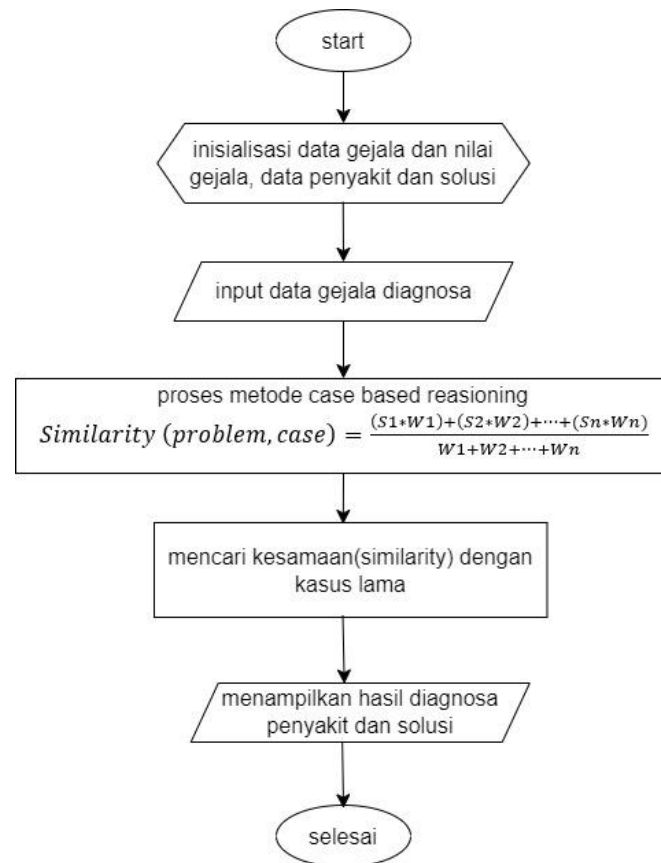 start
inisialisasi data gejala dan nilai
gejala, data penyakit dan solusi
input data gejala diagnosa
proses metode case based reasioning
Similarity (problem, case) = \frac{(S1*W1)+(S2*W2)+⋯+(Sn*Wn)}{W1+W2+⋯+Wn}
mencari kesamaan(similarity) dengan
kasus lama
menampilkan hasil diagnosa
penyakit dan solusi
selesai